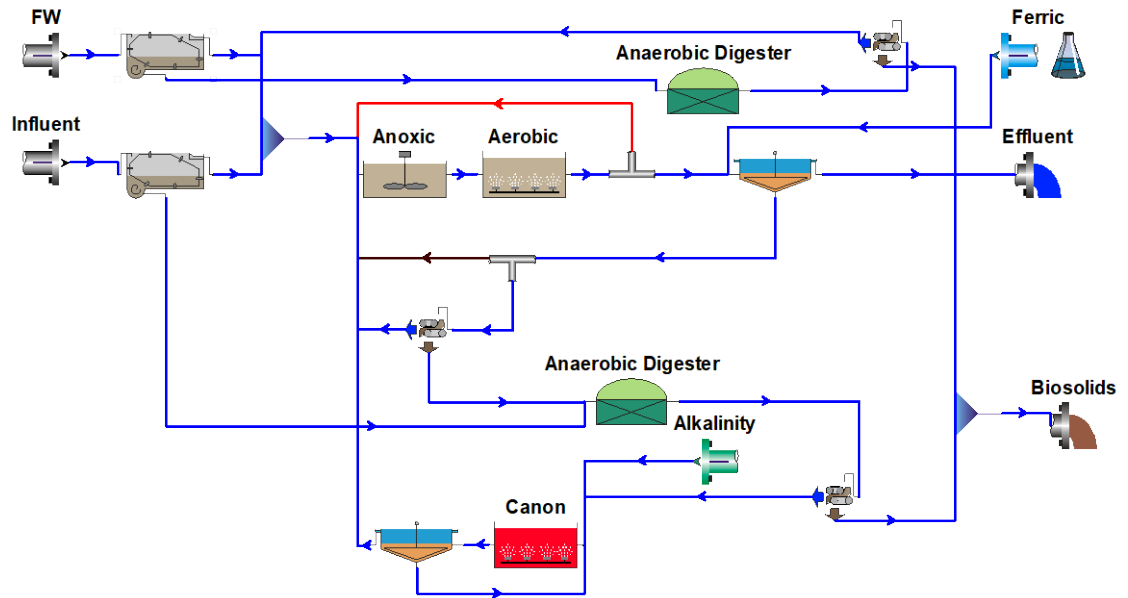 FW
Ferric
Anaerobic Digester
Influent
Anoxic
Aerobic
Effluent
Anaerobic Digester
Biosolids
Alkalinity
Canon